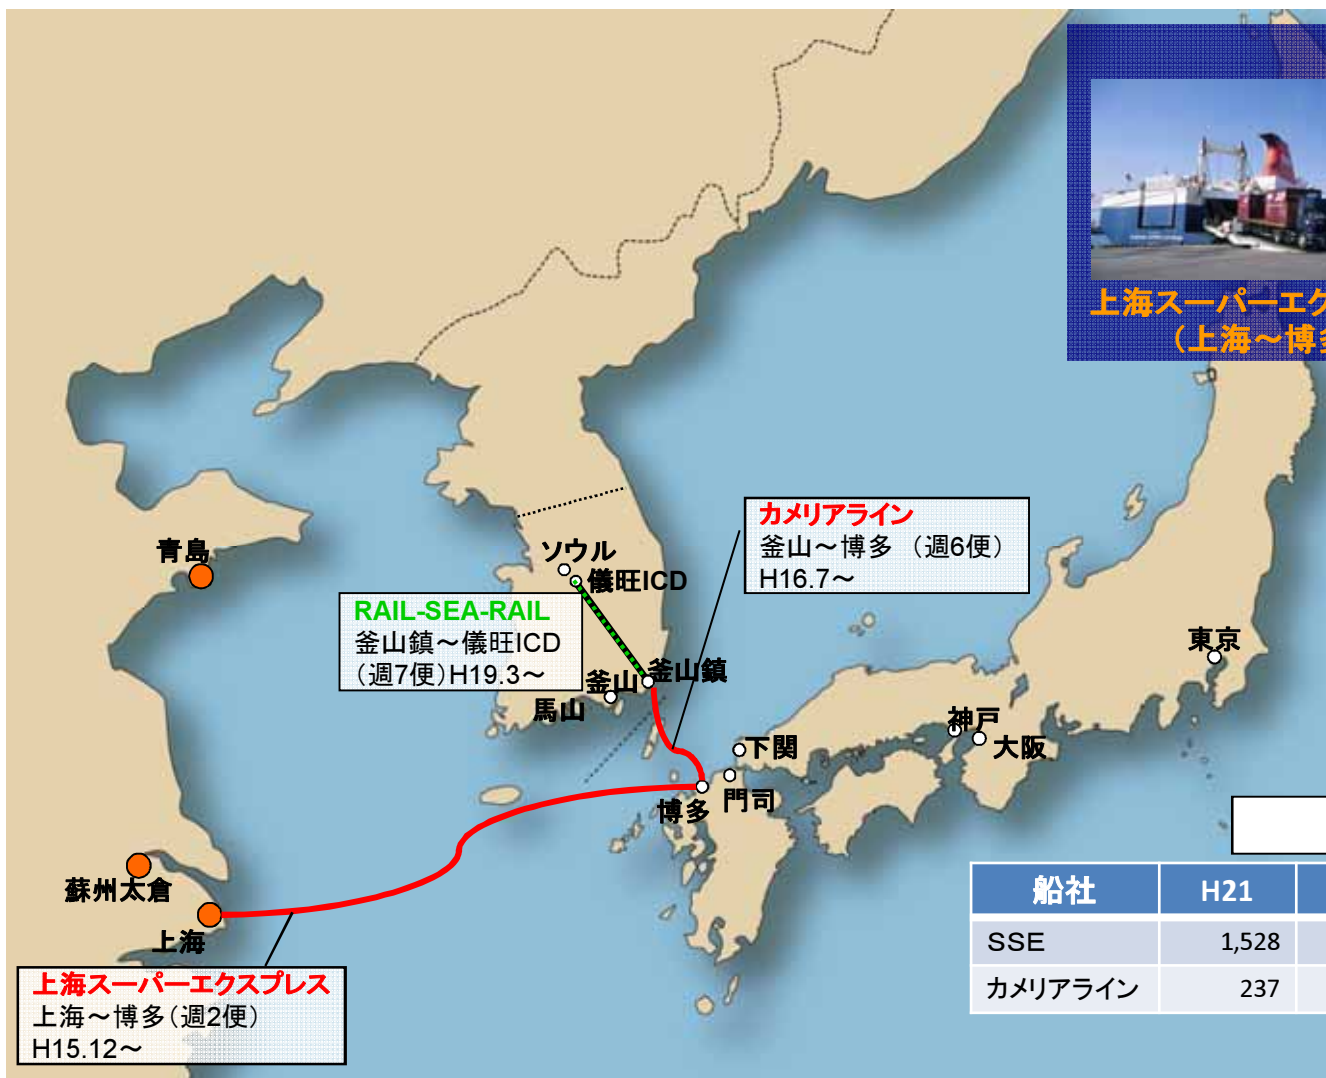 上海スーパーエク
（上海～博多
カメリアライン
釜山～博多 （週6便）
H16.7～
青島
ソウル
儀旺ICD
RAIL-SEA-RAIL
釜山鎮～儀旺ICD
（週7便）H19.3～
釜山鎮
釜山
馬山
東京
神戸
大阪
下関
門司
博多
蘇州太倉
上海
上海スーパーエクスプレス
上海～博多（週2便）
H15.12～
船社 H21
SSE 1,528
カメリアライン 237